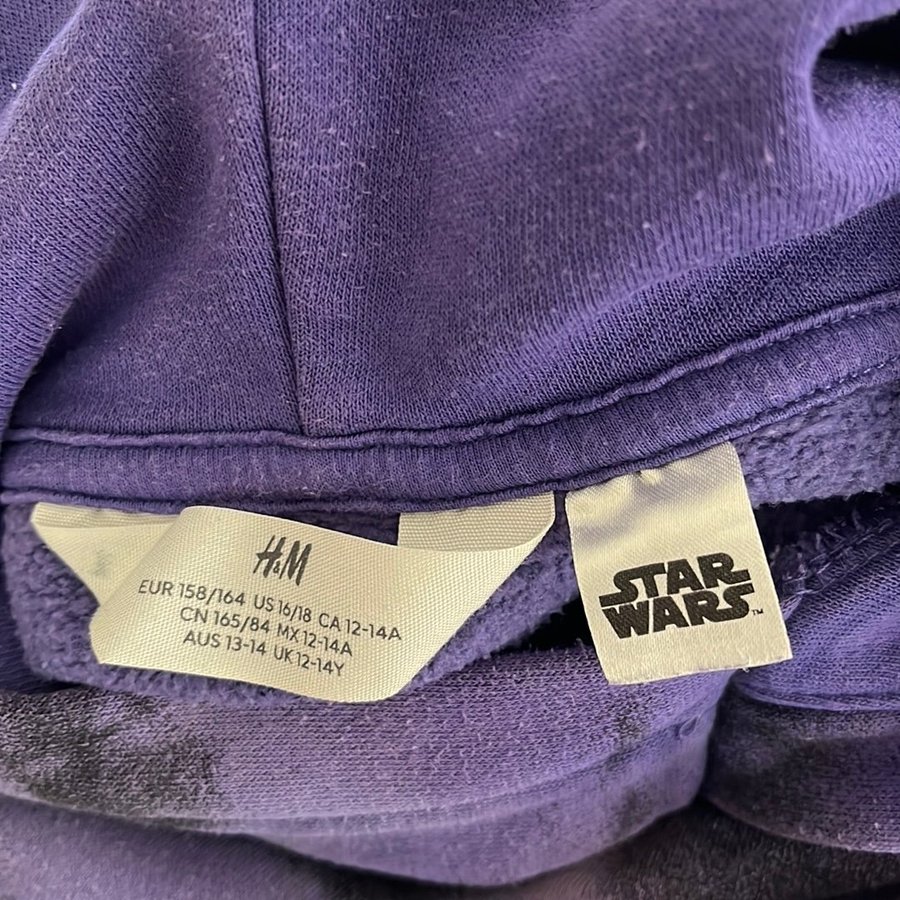 H&M
EUR 158/164 US 16/18 CA 12-14A
CN 165/84 MX 12-14A
AUS 13-14 UK 12-14Y
STAR
WARS™